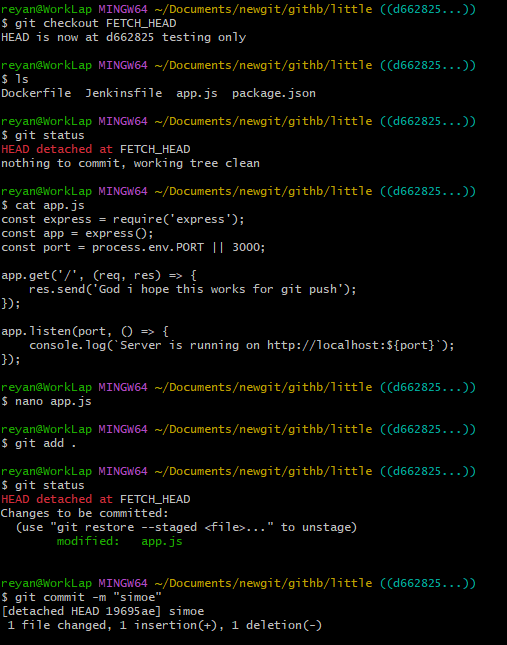 reyan@WorkLap MINGW64 ~/Documents/newgit/githb/little ((d662825...))
$ git checkout FETCH_HEAD
HEAD is now at d662825 testing only
reyan@WorkLap MINGW64 ~/Documents/newgit/githb/little ((d662825...))
$ ls
Dockerfile  Jenkinsfile  app.js  package.json
reyan@WorkLap MINGW64 ~/Documents/newgit/githb/little ((d662825...))
$ git status
HEAD detached at FETCH_HEAD
nothing to commit, working tree clean
reyan@WorkLap MINGW64 ~/Documents/newgit/githb/little ((d662825...))
$ cat app.js
const express = require('express');
const app = express();
const port = process.env.PORT || 3000;
app.get('/', (req, res) => {
    res.send('God i hope this works for git push');
});
app.listen(port, () => {
    console.log(`Server is running on http://localhost:${port}`);
});
reyan@WorkLap MINGW64 ~/Documents/newgit/githb/little ((d662825...))
$ nano app.js
reyan@WorkLap MINGW64 ~/Documents/newgit/githb/little ((d662825...))
$ git add .
reyan@WorkLap MINGW64 ~/Documents/newgit/githb/little ((d662825...))
$ git status
HEAD detached at FETCH_HEAD
Changes to be committed:
  (use "git restore --staged <file>..." to unstage)
        modified:   app.js
reyan@WorkLap MINGW64 ~/Documents/newgit/githb/little ((d662825...))
$ git commit -m "simoe"
[detached HEAD 19695ae] simoe
 1 file changed, 1 insertion(+), 1 deletion(-)